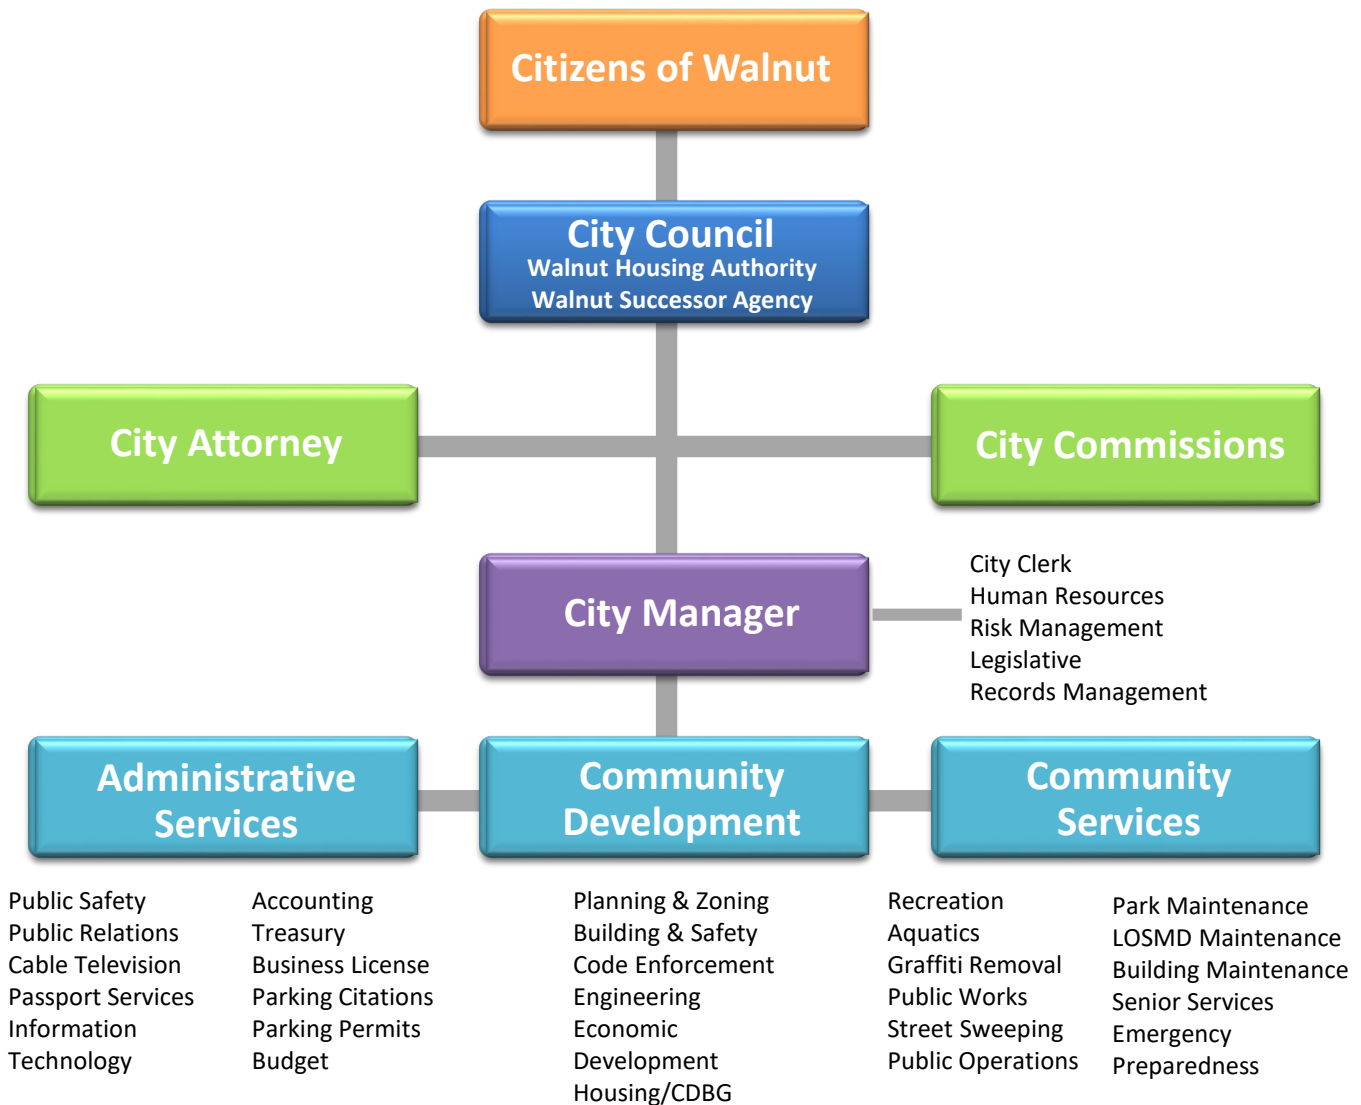 Citizens of Walnut
City Council
Walnut Housing Authority
Walnut Successor Agency
City Attorney
City Commissions
City Manager
City Clerk
Human Resources
Risk Management
Legislative
Records Management
Administrative
Services
Community
Development
Community
Services
Public Safety
Public Relations
Cable Television
Passport Services
Information
Technology
Accounting
Treasury
Business License
Parking Citations
Parking Permits
Budget
Planning & Zoning
Building & Safety
Code Enforcement
Engineering
Economic
Development
Housing/CDBG
Recreation
Aquatics
Graffiti Removal
Public Works
Street Sweeping
Public Operations
Park Maintenance
LOSMD Maintenance
Building Maintenance
Senior Services
Emergency
Preparedness